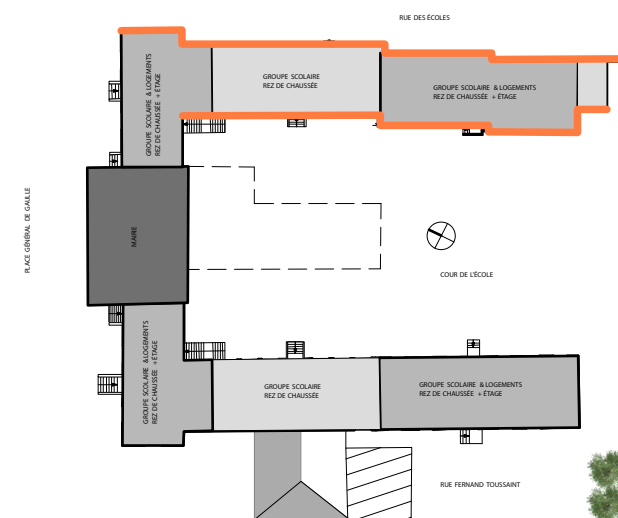 RUE DES ÉCOLES
GROUPE SCOLAIRE & LOGEMENTS
REZ DE CHAUSSÉE + ÉTAGE
GROUPE SCOLAIRE
REZ DE CHAUSSÉE
GROUPE SCOLAIRE & LOGEMENTS
REZ DE CHAUSSÉE + ÉTAGE
PLACE GÉNÉRAL DE GAULLE
MAIRIE
COUR DE L'ÉCOLE
GROUPE SCOLAIRE & LOGEMENTS
REZ DE CHAUSSÉE + ÉTAGE
GROUPE SCOLAIRE
REZ DE CHAUSSÉE
GROUPE SCOLAIRE & LOGEMENTS
REZ DE CHAUSSÉE + ÉTAGE
RUE FERNAND TOUSSAINT